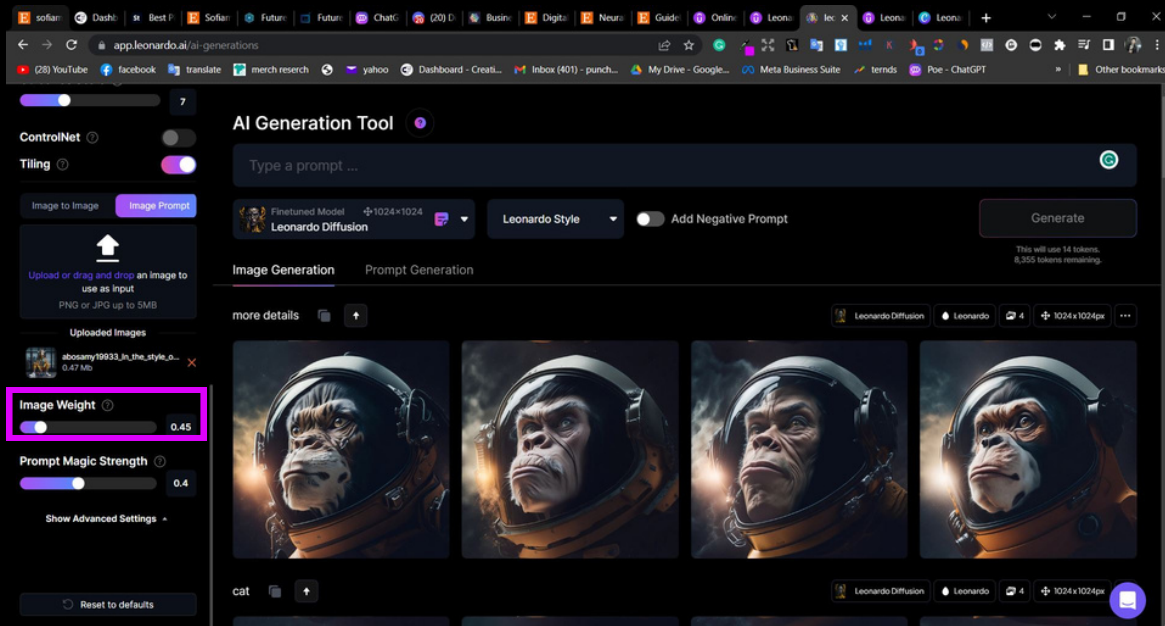 sofian
Dashb
Best P
Sofian
Future
Future
ChatG
(20) D
Busine
Digital
Neura
Guide
Online
Leona
leo
Leona
Leona
app.leonardo.ai/ai-generations
(28) YouTube
facebook
translate
merch reserch
yahoo
Dashboard - Creati...
Inbox (401) - punch...
My Drive - Google...
Meta Business Suite
ternds
Poe - ChatGPT
»
Other bookmarks
7
ControlNet
Tiling
Image to Image
Image Prompt
Upload or drag and drop an image to
use as input
PNG or JPG up to 5MB
Uploaded Images
abosamy19933_In_the_style_o...
0.47 Mb
Image Weight
0.45
Prompt Magic Strength
0.4
Show Advanced Settings
Reset to defaults
AI Generation Tool
Type a prompt ...
Finetuned Model
1024×1024
Leonardo Diffusion
Leonardo Style
Add Negative Prompt
Generate
This will use 14 tokens.
8,355 tokens remaining.
Image Generation
Prompt Generation
more details
Leonardo Diffusion
Leonardo
4
1024x1024px
cat
Leonardo Diffusion
Leonardo
4
1024x1024px